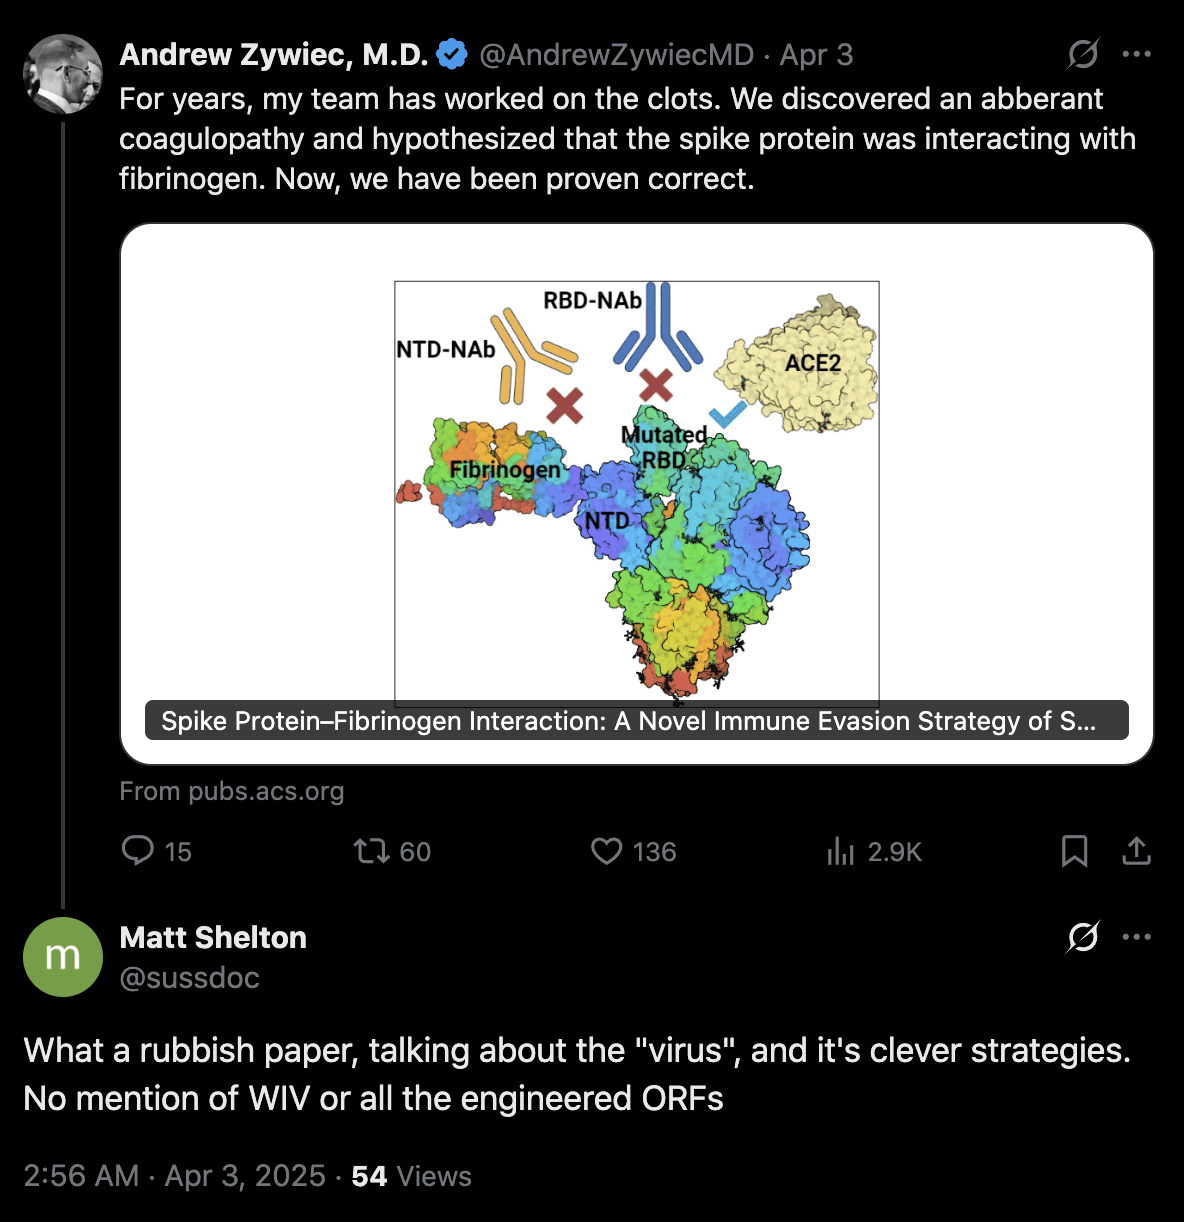 Andrew Zywiec, M.D. @AndrewZywiecMD · Apr 3
For years, my team has worked on the clots. We discovered an abberant
coagulopathy and hypothesized that the spike protein was interacting with
fibrinogen. Now, we have been proven correct.
RBD-NAb
NTD-NAb
ACE2
Mutated
RBD
Fibrinogen
NTD
Spike Protein–Fibrinogen Interaction: A Novel Immune Evasion Strategy of S...
From pubs.acs.org
15 60 136 2.9K
m
Matt Shelton
@sussdoc
What a rubbish paper, talking about the "virus", and it's clever strategies.
No mention of WIV or all the engineered ORFs
2:56 AM · Apr 3, 2025 · 54 Views